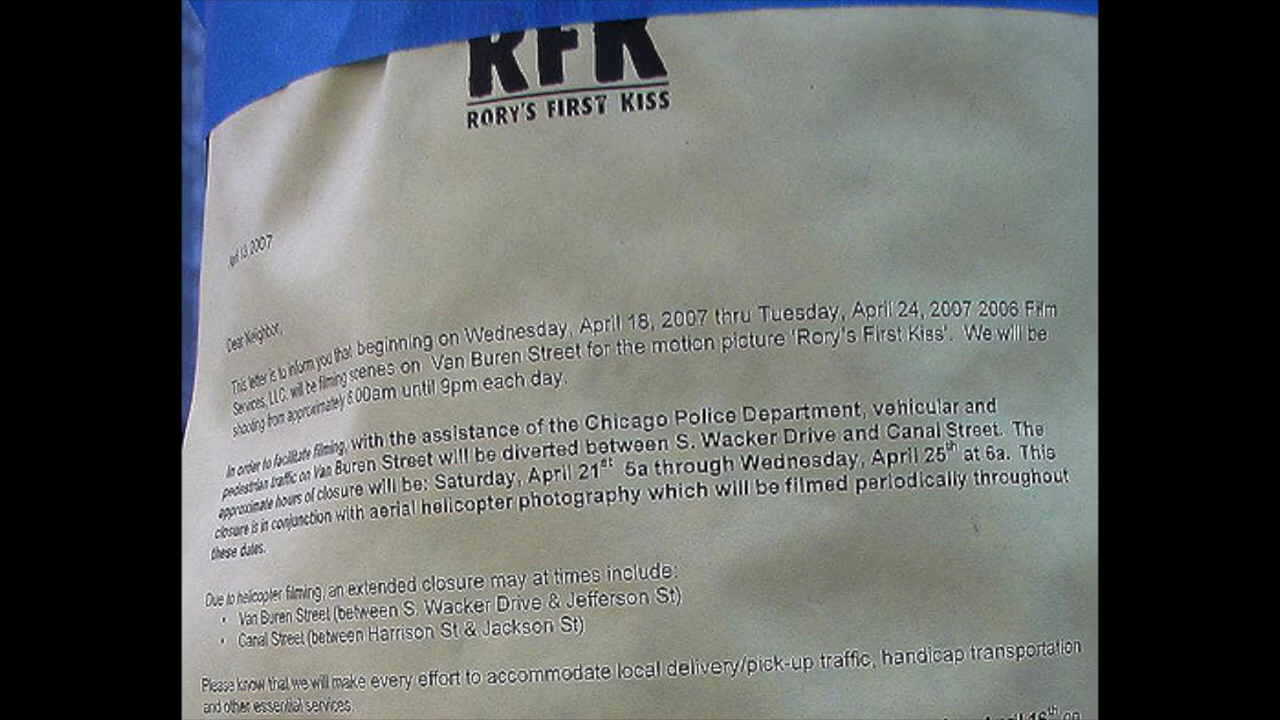 RFK
RORY'S FIRST KISS
April 13, 2007
Dear Neighbor,
This letter is to inform you that beginning on Wednesday, April 18, 2007 thru Tuesday, April 24, 2007 2006 Film
Services, LLC. will be filming scenes on Van Buren Street for the motion picture 'Rory's First Kiss'. We will be
shooting from approximately 6:00am until 9pm each day.
In order to facilitate filming, with the assistance of the Chicago Police Department, vehicular and
pedestrian traffic on Van Buren Street will be diverted between S. Wacker Drive and Canal Street. The
approximate hours of closure will be: Saturday, April 21st 5a through Wednesday, April 25th at 6a. This
closure is in conjunction with aerial helicopter photography which will be filmed periodically throughout
these dates.
Due to helicopter filming, an extended closure may at times include:
• Van Buren Street (between S. Wacker Drive & Jefferson St)
• Canal Street (between Harrison St & Jackson St)
Please know that we will make every effort to accommodate local delivery/pick-up traffic, handicap transportation
and other essential services.
April 16th on